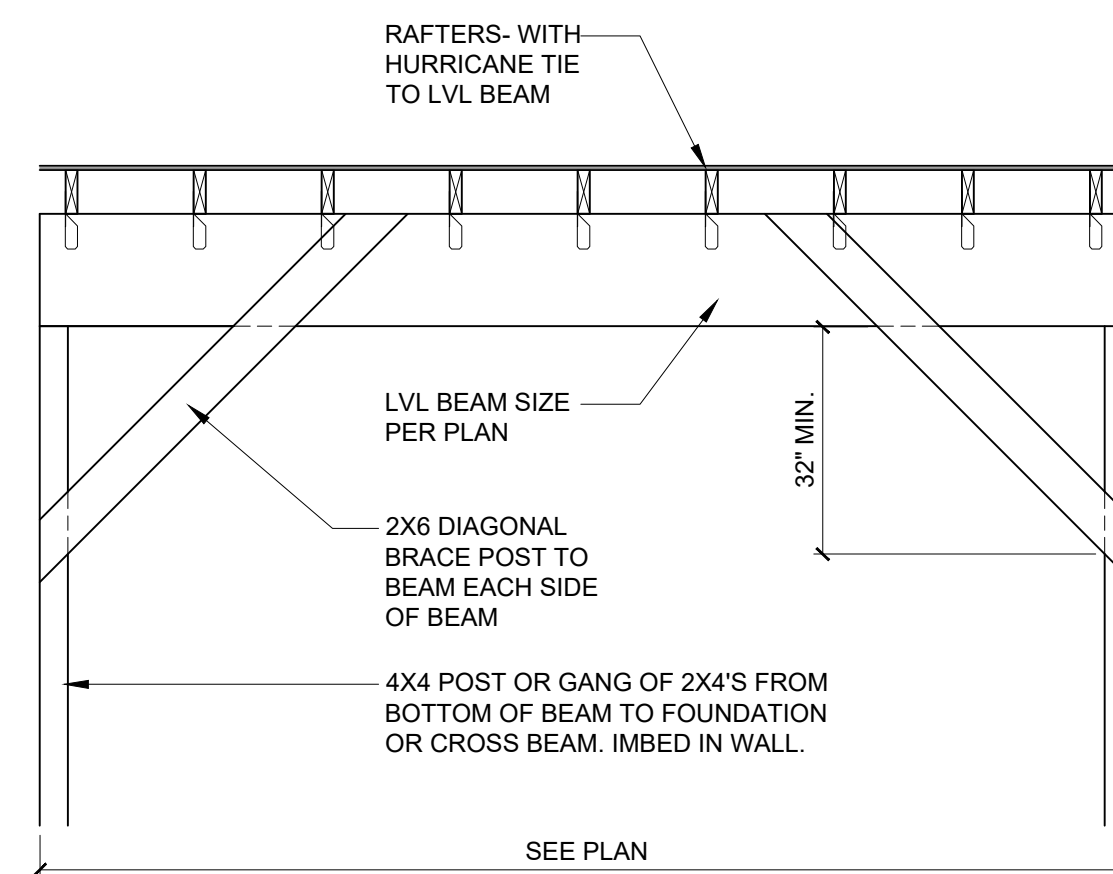 RAFTERS- WITH
HURRICANE TIE
TO LVL BEAM
LVL BEAM SIZE
PER PLAN
32" MIN.
2X6 DIAGONAL
BRACE POST TO
BEAM EACH SIDE
OF BEAM
4X4 POST OR GANG OF 2X4'S FROM
BOTTOM OF BEAM TO FOUNDATION
OR CROSS BEAM. IMBED IN WALL.
SEE PLAN